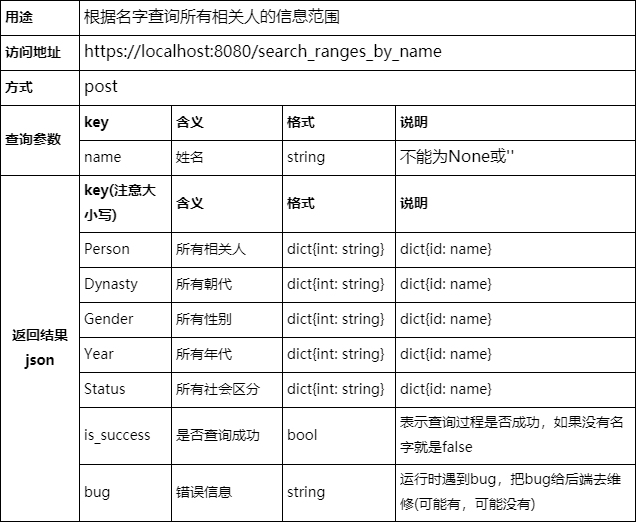 用途 根据名字查询所有相关人的信息范围
访问地址 https://localhost:8080/search_ranges_by_name
方式 post
查询参数
key 含义 格式 说明
name 姓名 string 不能为None或''
返回结果
json
key(注意大
小写)
含义 格式 说明
Person 所有相关人 dict{int: string} dict{id: name}
Dynasty 所有朝代 dict{int: string} dict{id: name}
Gender 所有性别 dict{int: string} dict{id: name}
Year 所有年代 dict{int: string} dict{id: name}
Status 所有社会区分 dict{int: string} dict{id: name}
is_success 是否查询成功 bool 表示查询过程是否成功，如果没有名
字就是false
bug 错误信息 string 运行时遇到bug，把bug给后端去维
修(可能有，可能没有)